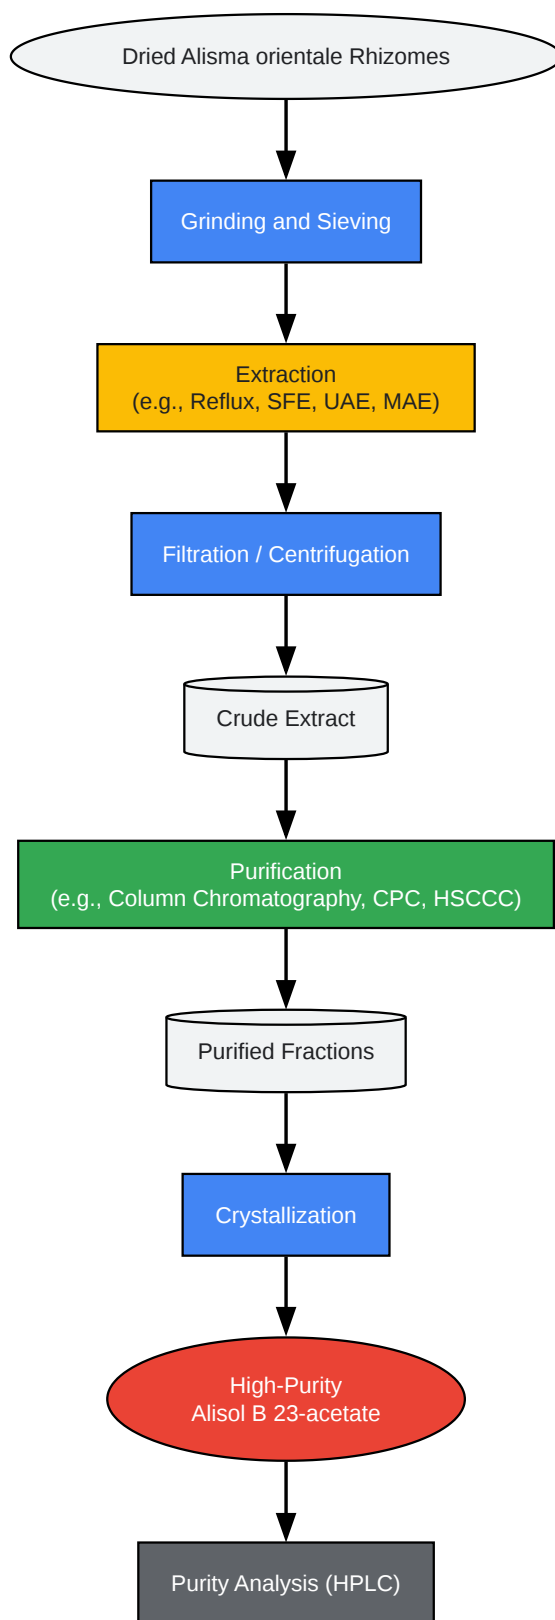 Dried Alisma orientale Rhizomes
Grinding and Sieving
Extraction
(e.g., Reflux, SFE, UAE, MAE)
Filtration / Centrifugation
Crude Extract
Purification
(e.g., Column Chromatography, CPC, HSCCC)
Purified Fractions
Crystallization
High-Purity
Alisol B 23-acetate
Purity Analysis (HPLC)